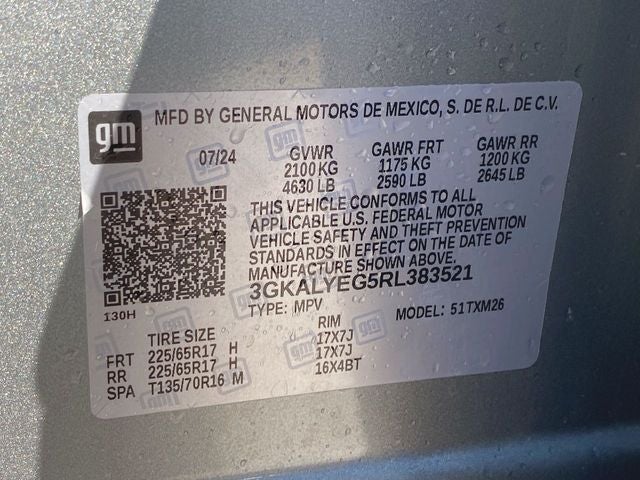 gm
MFD BY GENERAL MOTORS DE MEXICO, S. DE R.L. DE C.V.
07/24 GVWR GAWR FRT GAWR RR
2100 KG 1175 KG 1200 KG
4630 LB 2590 LB 2645 LB
THIS VEHICLE CONFORMS TO ALL
APPLICABLE U.S. FEDERAL MOTOR
VEHICLE SAFETY AND THEFT PREVENTION
STANDARDS IN EFFECT ON THE DATE OF
MANUFACTURE SHOWN ABOVE.
3GKALYEG5RL383521
130H
TYPE: MPV MODEL: 51TXM26
TIRE SIZE RIM
FRT 225/65R17 H 17X7J
RR 225/65R17 H 17X7J
SPA T135/70R16 M 16X4BT